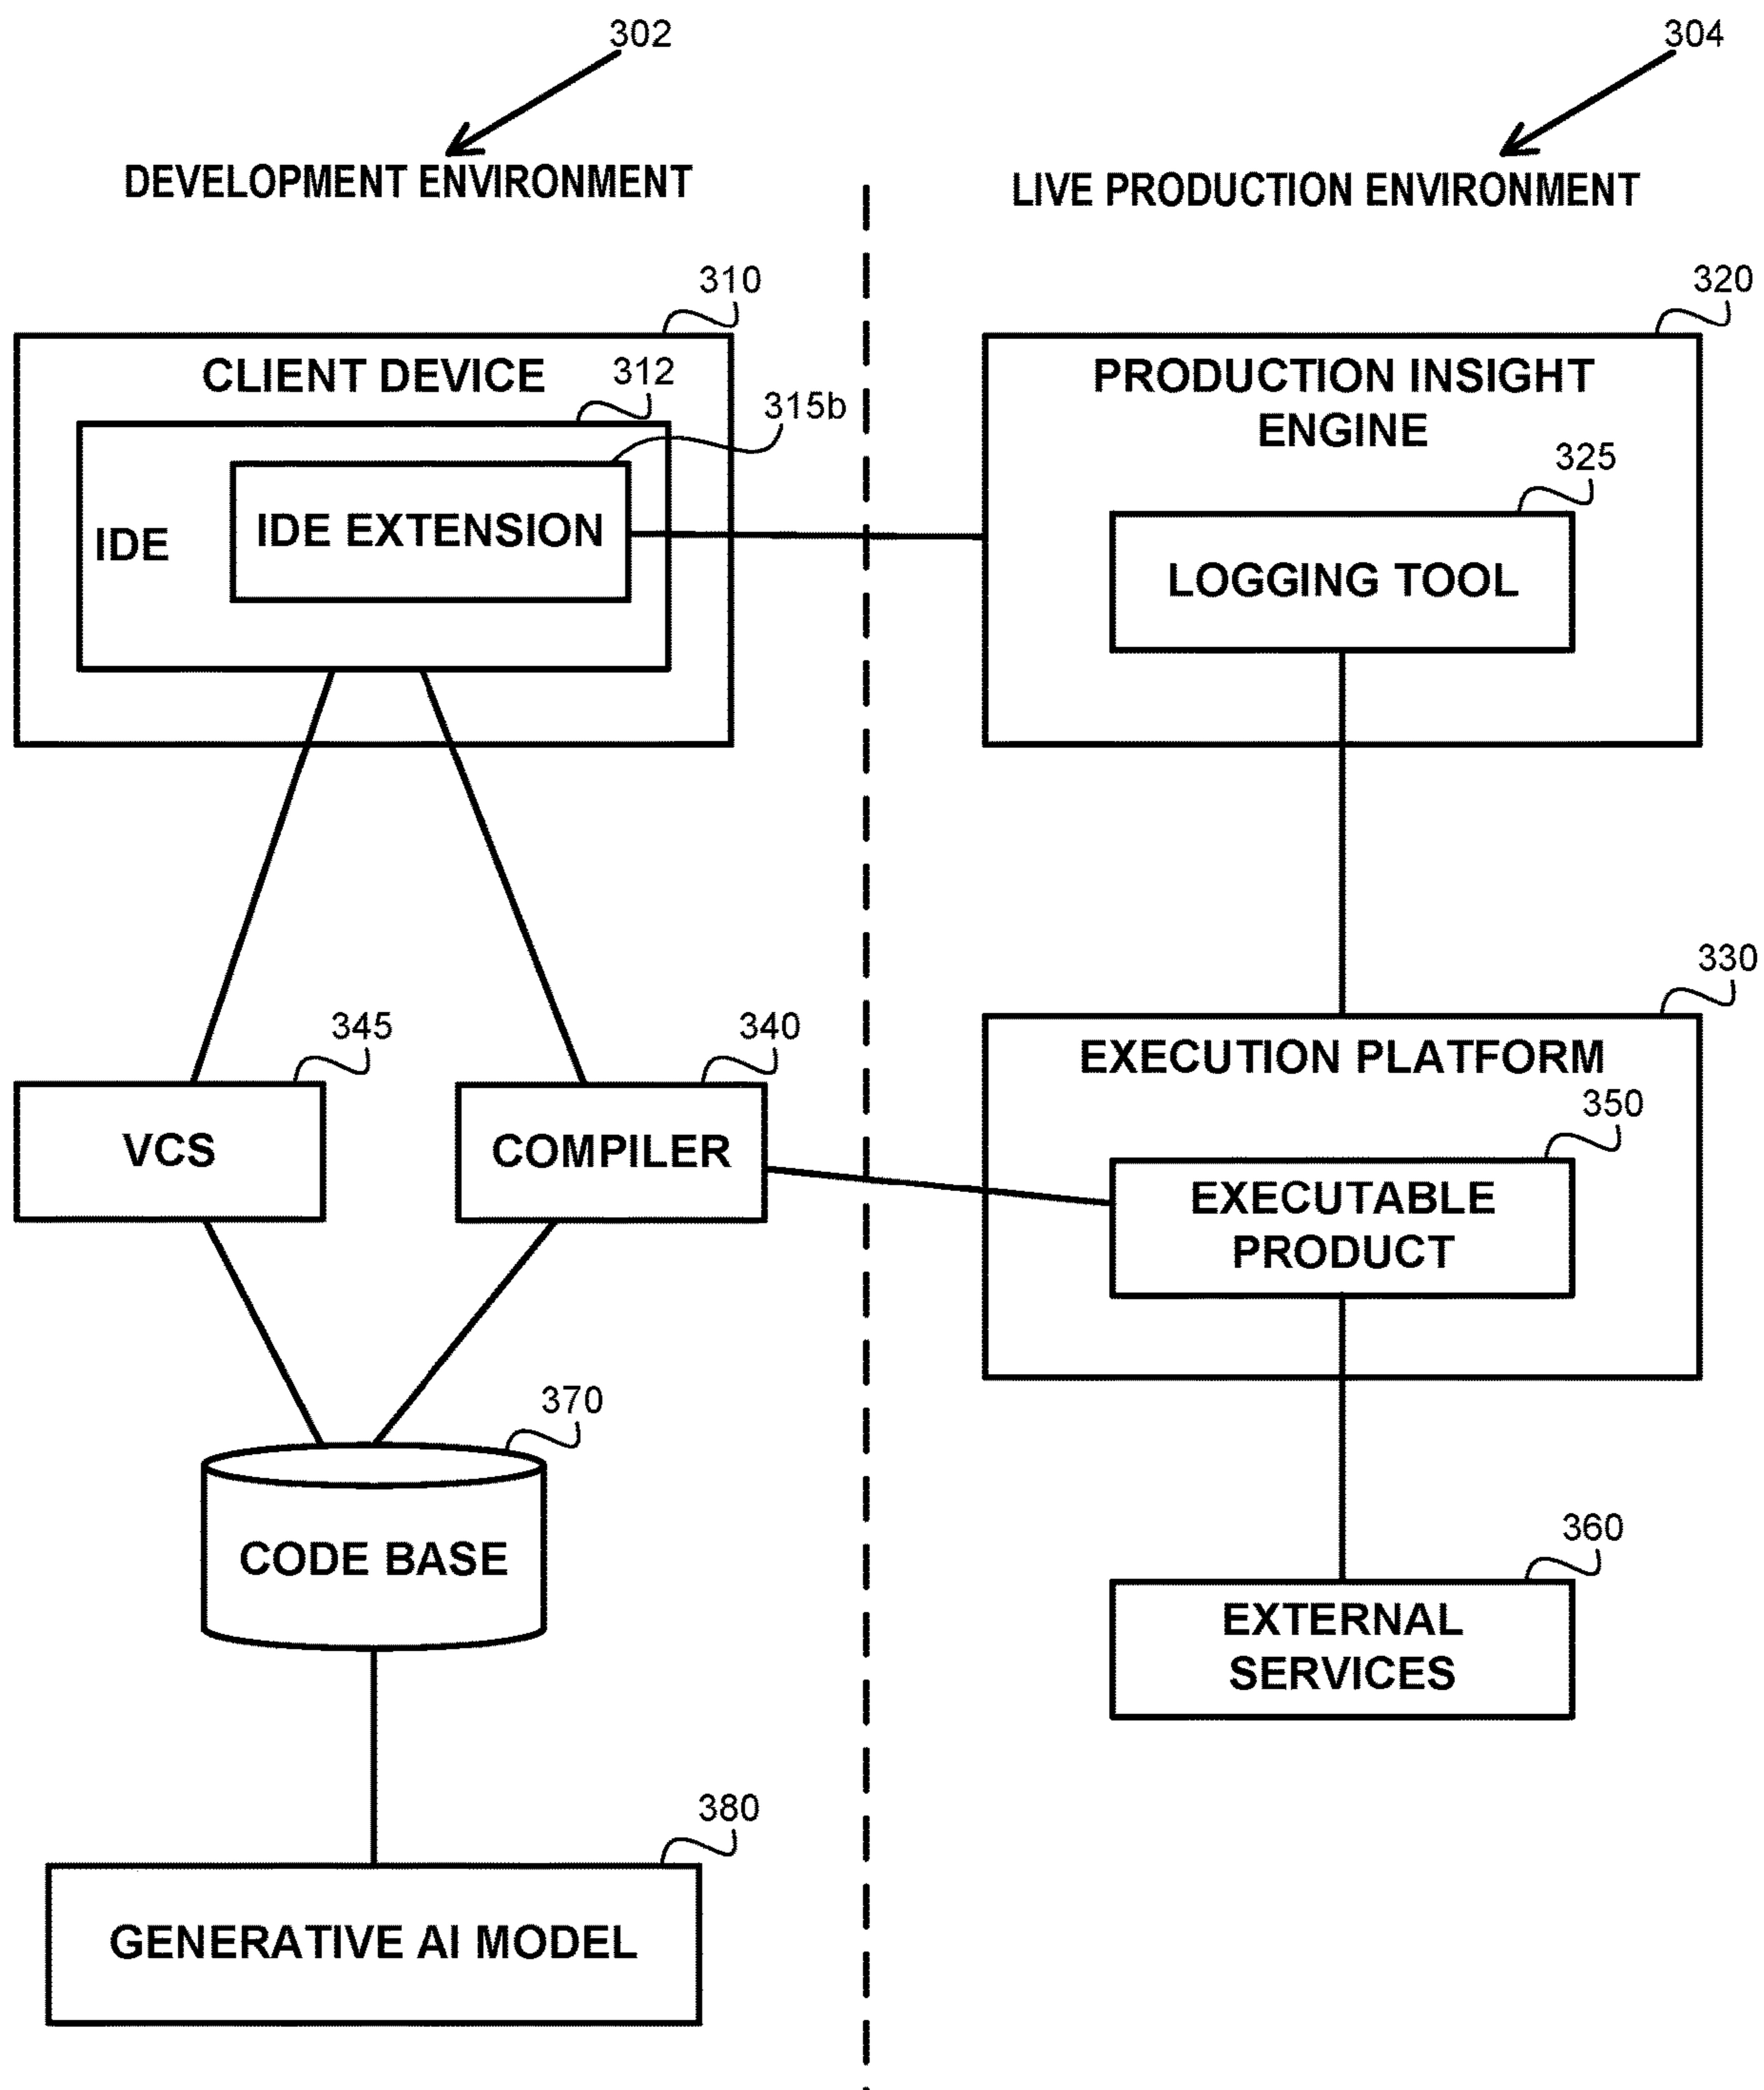 302
304
DEVELOPMENT ENVIRONMENT
LIVE PRODUCTION ENVIRONMENT
310
CLIENT DEVICE
312
315b
IDE
IDE EXTENSION
320
PRODUCTION INSIGHT
ENGINE
325
LOGGING TOOL
345
VCS
340
COMPILER
330
EXECUTION PLATFORM
350
EXECUTABLE
PRODUCT
370
CODE BASE
360
EXTERNAL
SERVICES
380
GENERATIVE AI MODEL